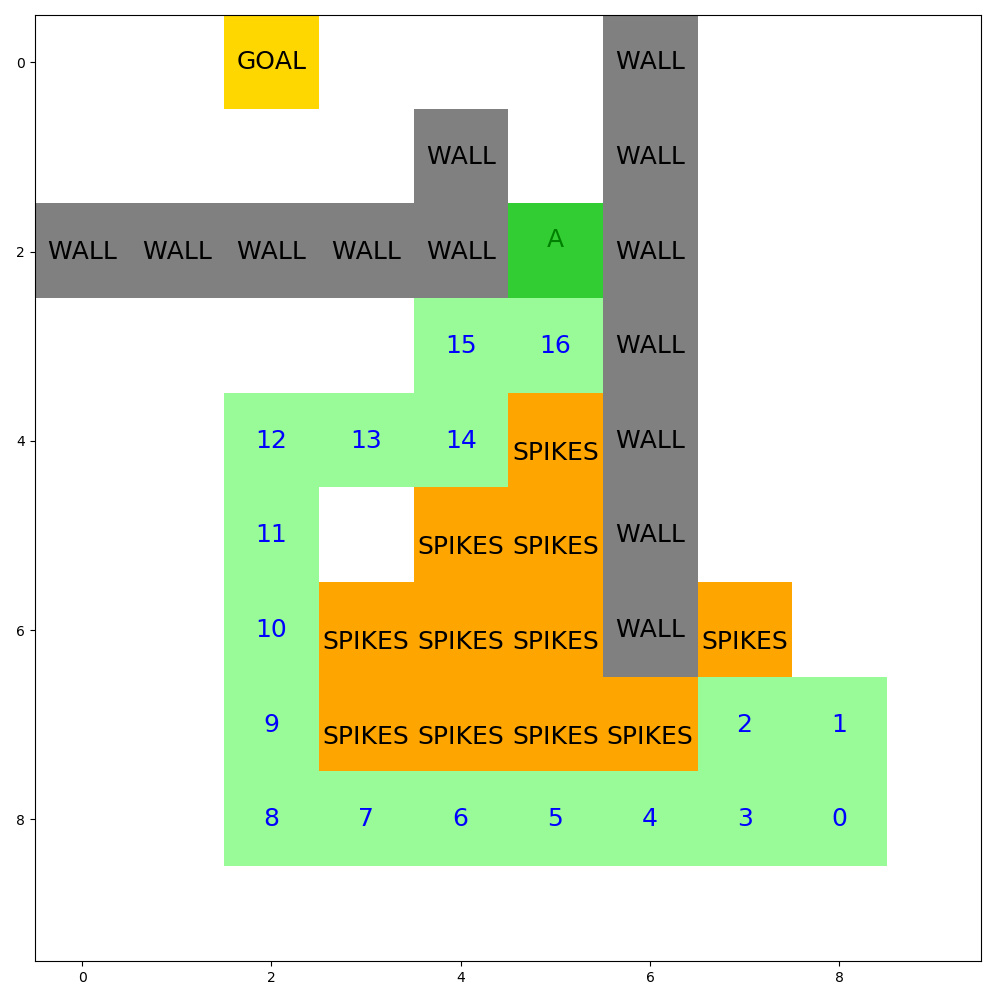 0 GOAL WALL
WALL WALL
2 WALL WALL WALL WALL WALL A WALL
15 16 WALL
4 12 13 14 SPIKES WALL
11 SPIKES SPIKES WALL
6 10 SPIKES SPIKES SPIKES WALL SPIKES
9 SPIKES SPIKES SPIKES SPIKES 2 1
8 8 7 6 5 4 3 0
0 2 4 6 8